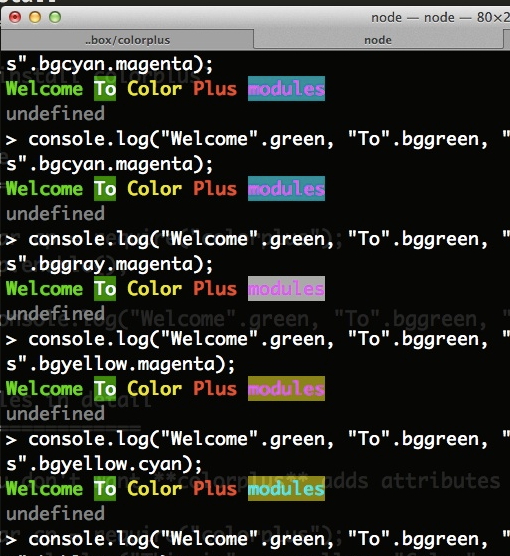 node — node — 80×2
..box/colorplus
node
s".bgcyan.magenta);
Welcome To Color Plus modules
undefined
> console.log("Welcome".green, "To".bggreen, "
s".bgcyan.magenta);
Welcome To Color Plus modules
undefined
> console.log("Welcome".green, "To".bggreen, "
s".bggray.magenta);
Welcome To Color Plus modules
undefined
> console.log("Welcome".green, "To".bggreen, "
s".bgyellow.magenta);
Welcome To Color Plus modules
undefined
> console.log("Welcome".green, "To".bggreen, "
s".bgyellow.cyan);
Welcome To Color Plus modules
undefined
> console.log("Welcome".green, "To".bggreen, "